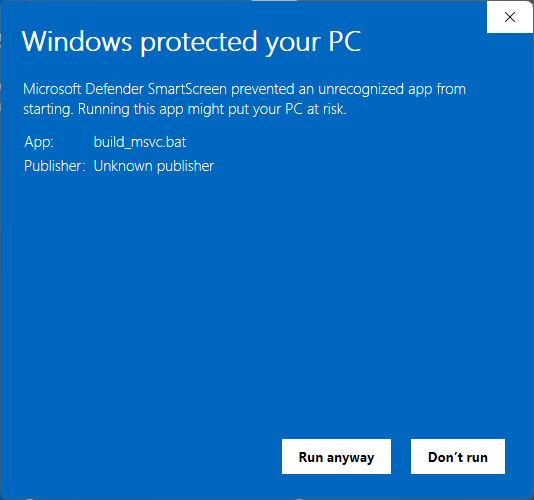 Windows protected your PC
Microsoft Defender SmartScreen prevented an unrecognized app from
starting. Running this app might put your PC at risk.
App: build_msvc.bat
Publisher: Unknown publisher
Run anyway Don’t run